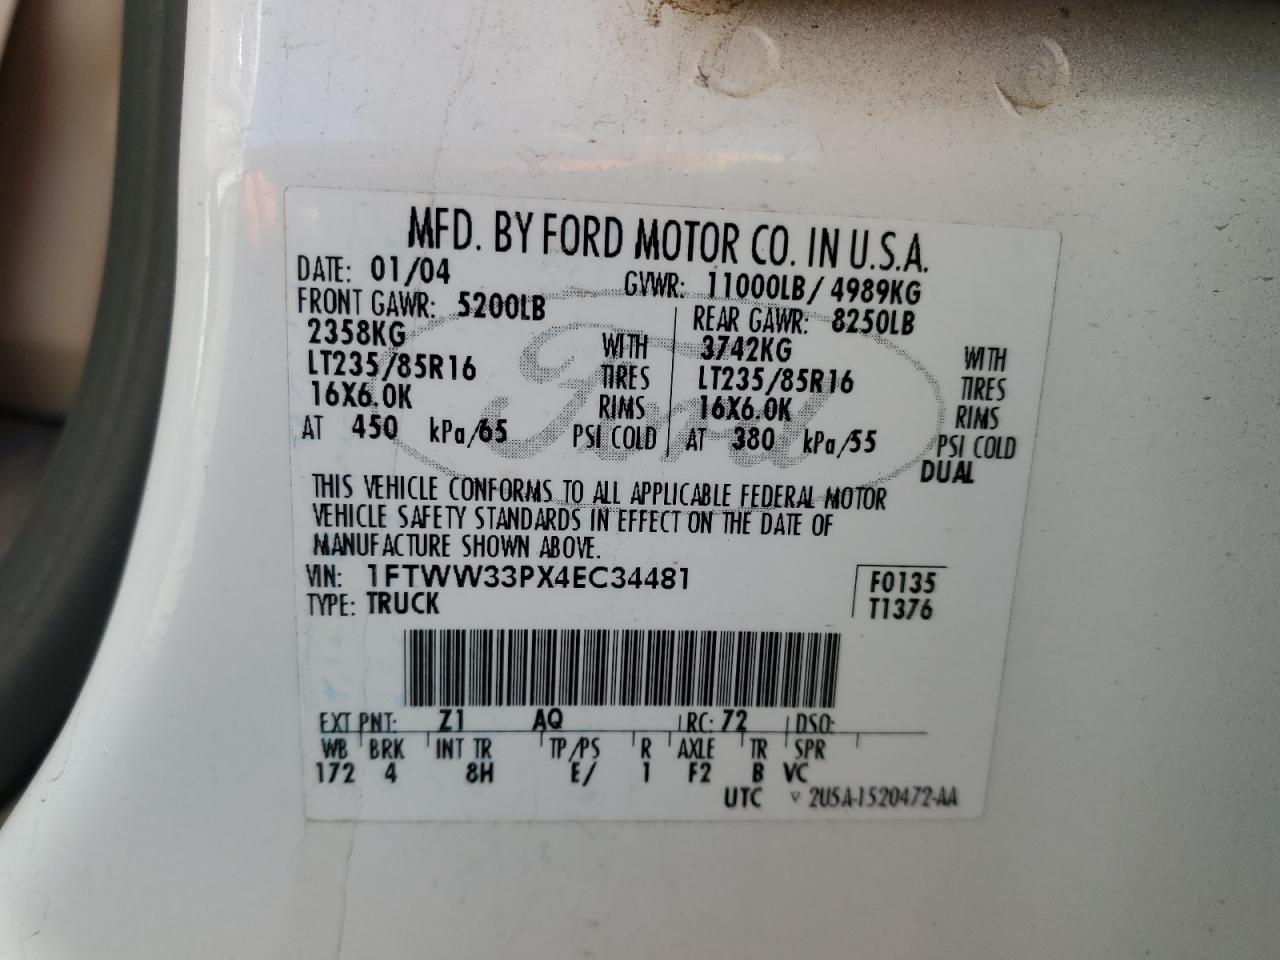 MFD. BY FORD MOTOR CO. IN U.S.A.
DATE: 01/04 GVWR: 11000LB/4989KG
FRONT GAWR: 5200LB REAR GAWR: 8250LB
2358KG WITH 3742KG WITH
LT235/85R16 TIRES LT235/85R16 TIRES
16X6.0K RIMS 16X6.0K RIMS
AT 450 kPa/65 PSI COLD AT 380 kPa/55 PSI COLD
DUAL
Ford
THIS VEHICLE CONFORMS TO ALL APPLICABLE FEDERAL MOTOR
VEHICLE SAFETY STANDARDS IN EFFECT ON THE DATE OF
MANUFACTURE SHOWN ABOVE.
VIN: 1FTWW33PX4EC34481 F0135
TYPE: TRUCK T1376
EXT PNT: Z1 AQ RC: 72 DSO:
WB BRK INT TR TP/PS R AXLE TR SPR
172 4 8H E/ 1 F2 B VC
UTC ▽ 2U5A-1520472-AA